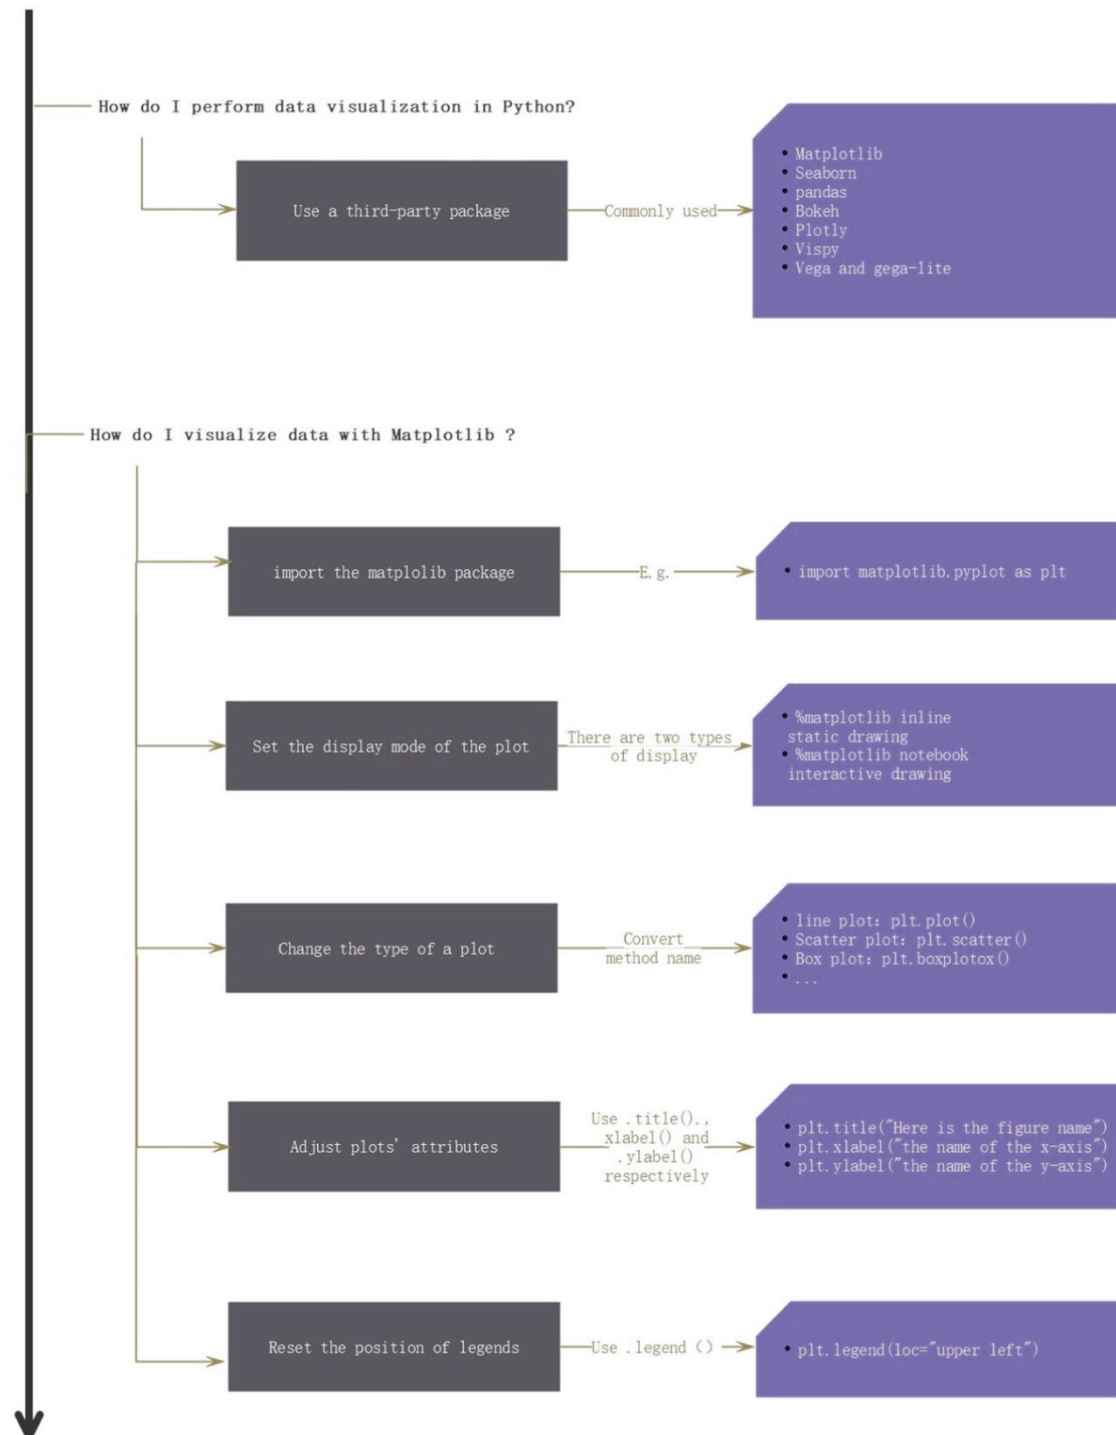 How do I perform data visualization in Python?
Use a third-party package
Commonly used
• Matplotlib
• Seaborn
• pandas
• Bokeh
• Plotly
• Vispy
• Vega and gega-lite
How do I visualize data with Matplotlib ?
import the matplolib package
E.g.
• import matplotlib.pyplot as plt
Set the display mode of the plot
There are two types
of display
• %matplotlib inline
static drawing
• %matplotlib notebook
interactive drawing
Change the type of a plot
Convert
method name
• line plot: plt.plot()
• Scatter plot: plt.scatter()
• Box plot: plt.boxplotox()
• ...
Adjust plots' attributes
Use .title().,
xlabel() and
.ylabel()
respectively
• plt.title("Here is the figure name")
• plt.xlabel("the name of the x-axis")
• plt.ylabel("the name of the y-axis")
Reset the position of legends
Use .legend ()
• plt.legend(loc="upper left")